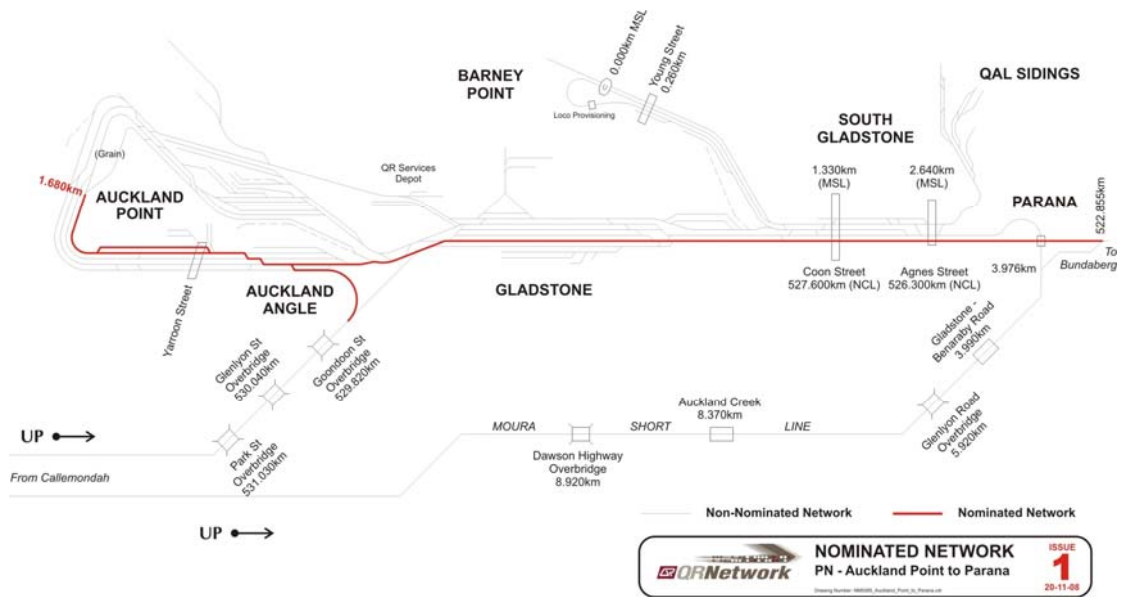 0.000km MSL
Young Street
0.260km
BARNEY
POINT
Loco Provisioning
QAL SIDINGS
SOUTH
GLADSTONE
1.330km
(MSL)
2.640km
(MSL)
(Grain)
1.680km
AUCKLAND
POINT
QR Services
Depot
PARANA
522.855km
To
Bundaberg
3.976km
Yarroon Street
AUCKLAND
ANGLE
GLADSTONE
Coon Street
527.600km (NCL)
Agnes Street
526.300km (NCL)
Glenlyon St
Overbridge
530.040km
Goondoon St
Overbridge
529.820km
Gladstone -
Benaraby Road
3.990km
Glenlyon Road
Overbridge
5.920km
Auckland Creek
8.370km
UP
MOURA
SHORT
LINE
Park St
Overbridge
531.030km
Dawson Highway
Overbridge
8.920km
From Callemondah
UP
Non-Nominated Network
Nominated Network
QRNetwork
NOMINATED NETWORK
PN - Auckland Point to Parana
ISSUE
1
20-11-08